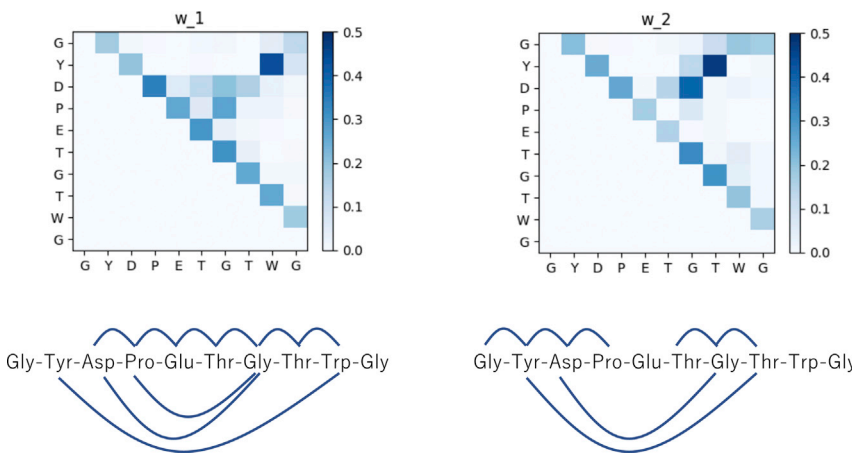 w_1
G
Y
D
P
E
T
G
T
W
G
G Y D P E T G T W G
0.5
0.4
0.3
0.2
0.1
0.0
w_2
G
Y
D
P
E
T
G
T
W
G
G Y D P E T G T W G
0.5
0.4
0.3
0.2
0.1
0.0
Gly-Tyr-Asp-Pro-Glu-Thr-Gly-Thr-Trp-Gly
Gly-Tyr-Asp-Pro-Glu-Thr-Gly-Thr-Trp-Gly